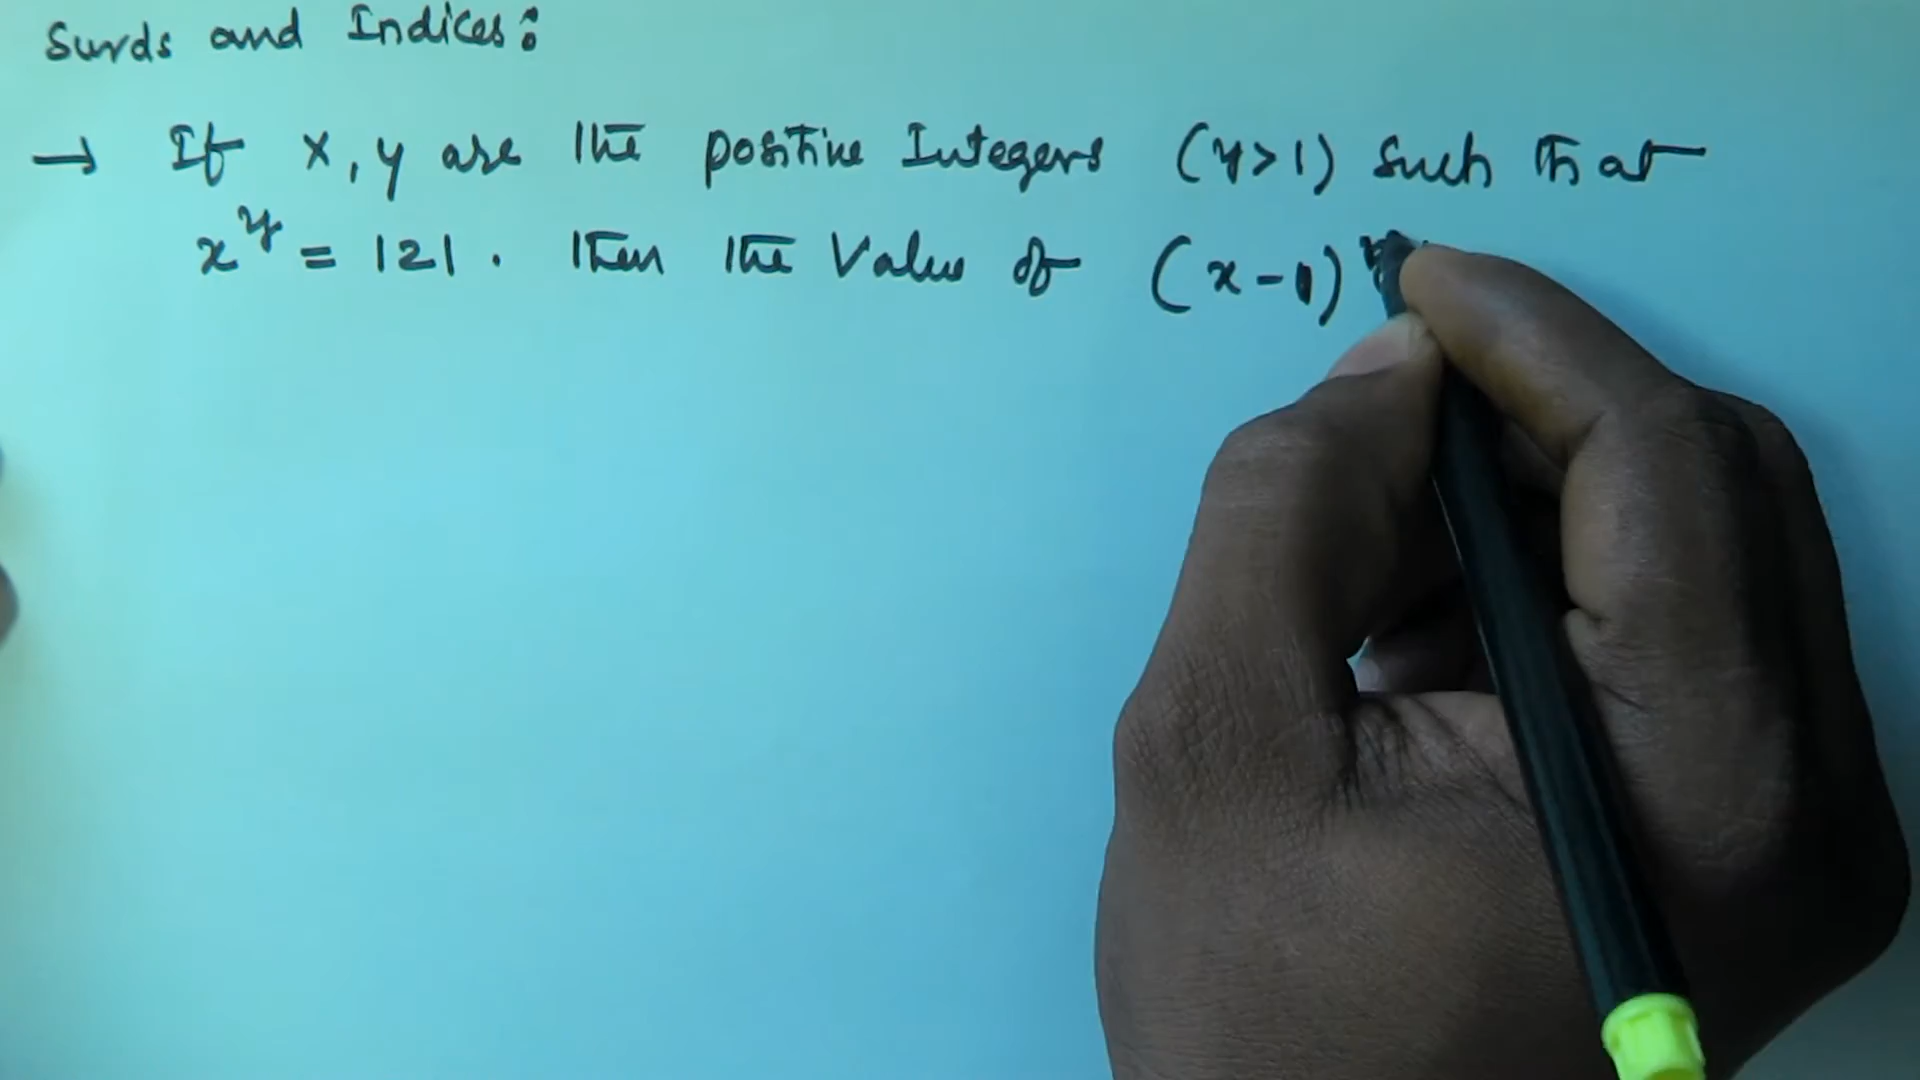 Surds and Indices:
→ If x, y are the positive Integers (y>1) such that
x^y = 121. then the Value of (x-1)